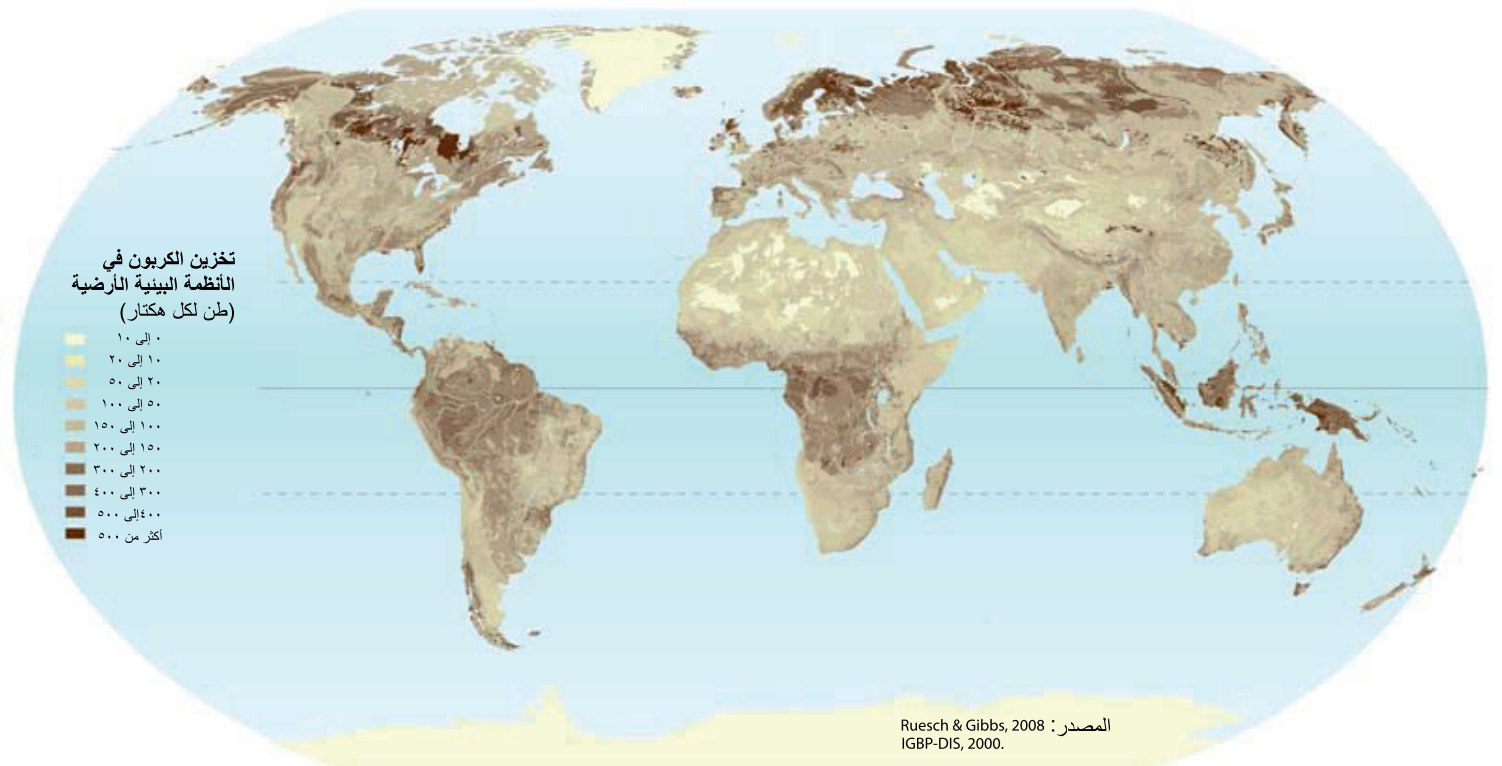 تخزين الكربون في
الأنظمة البيئية الأرضية
(طن لكل هكتار)
٠ إلى ١٠
١٠ إلى ٢٠
٢٠ إلى ٥٠
٥٠ إلى ١٠٠
١٠٠ إلى ١٥٠
١٥٠ إلى ٢٠٠
٢٠٠ إلى ٣٠٠
٣٠٠ إلى ٤٠٠
٤٠٠إلى ٥٠٠
أكثر من ٥٠٠
المصدر: Ruesch & Gibbs, 2008
IGBP-DIS, 2000.